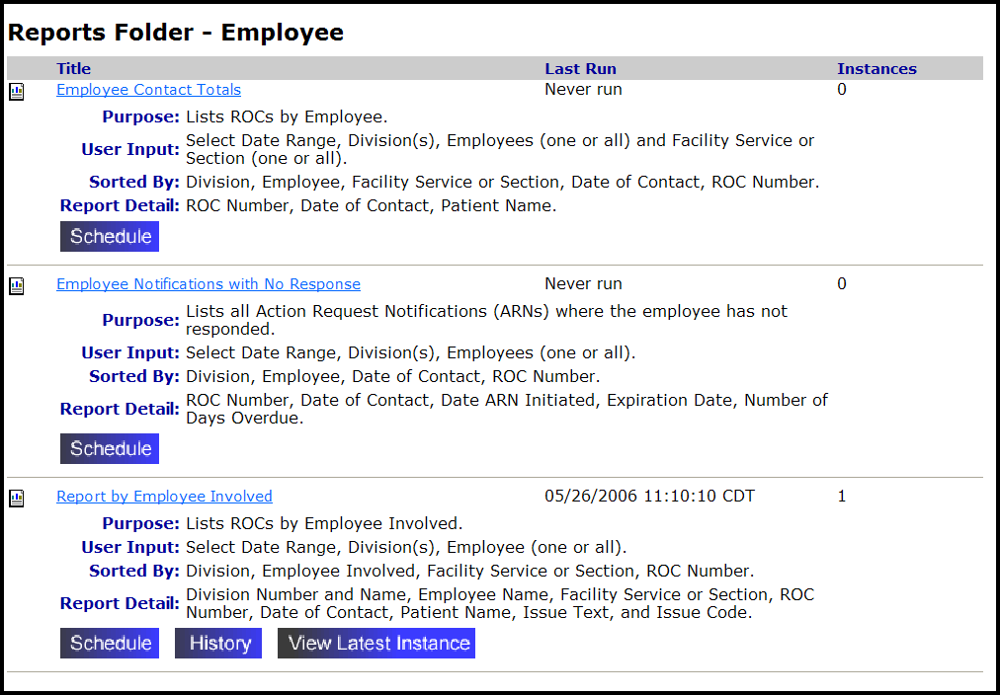 Reports Folder - Employee
Title Last Run Instances
Employee Contact Totals Never run 0
Purpose: Lists ROCs by Employee.
User Input: Select Date Range, Division(s), Employees (one or all) and Facility Service or
Section (one or all).
Sorted By: Division, Employee, Facility Service or Section, Date of Contact, ROC Number.
Report Detail: ROC Number, Date of Contact, Patient Name.
Schedule
Employee Notifications with No Response Never run 0
Purpose: Lists all Action Request Notifications (ARNs) where the employee has not
responded.
User Input: Select Date Range, Division(s), Employees (one or all).
Sorted By: Division, Employee, Date of Contact, ROC Number.
Report Detail: ROC Number, Date of Contact, Date ARN Initiated, Expiration Date, Number of
Days Overdue.
Schedule
Report by Employee Involved 05/26/2006 11:10:10 CDT 1
Purpose: Lists ROCs by Employee Involved.
User Input: Select Date Range, Division(s), Employee (one or all).
Sorted By: Division, Employee Involved, Facility Service or Section, ROC Number.
Report Detail: Division Number and Name, Employee Name, Facility Service or Section, ROC
Number, Date of Contact, Patient Name, Issue Text, and Issue Code.
Schedule History View Latest Instance